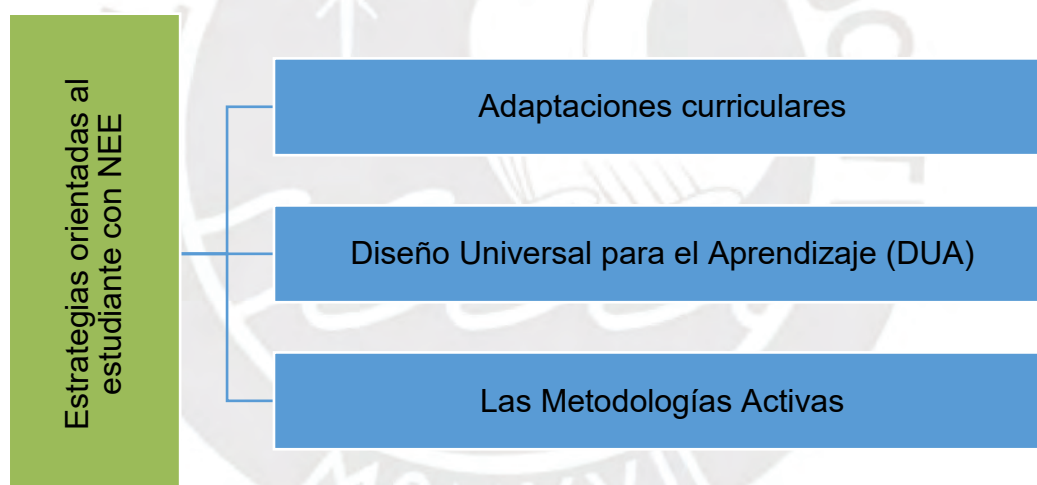 Estrategias orientadas al
estudiante con NEE
Adaptaciones curriculares
Diseño Universal para el Aprendizaje (DUA)
Las Metodologías Activas